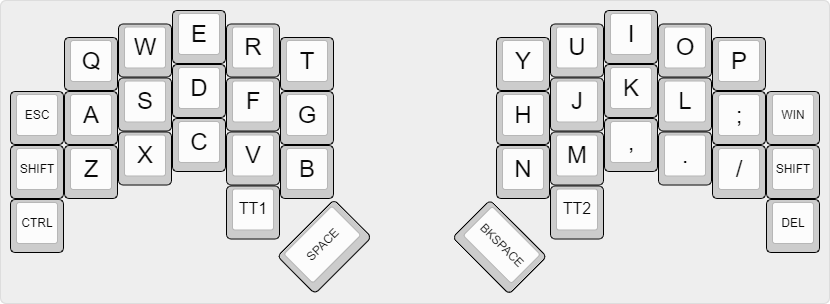 Q W E R T Y U I O P
ESC A S D F G H J K L ; WIN
SHIFT Z X C V B N M , . / SHIFT
CTRL TT1 TT2 DEL
SPACE BKSPACE